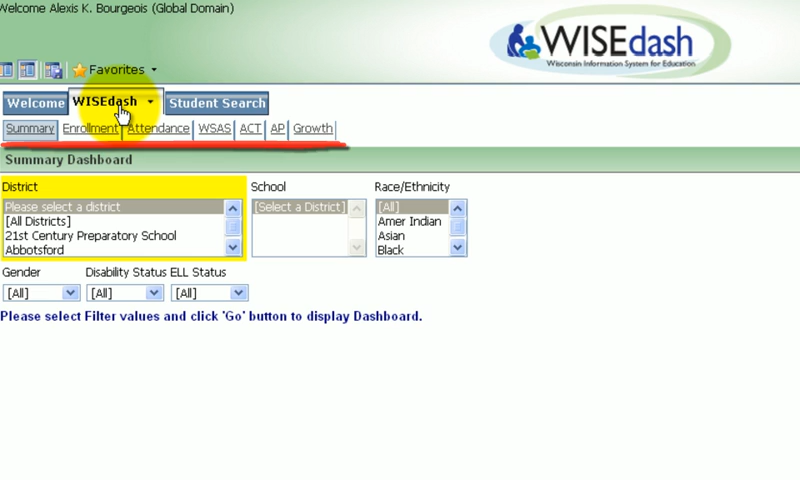 Welcome Alexis K. Bourgeois (Global Domain)
WISEdash
Wisconsin Information System for Education
Favorites
Welcome WISEdash Student Search
Summary Enrollment Attendance WSAS ACT AP Growth
Summary Dashboard
District School Race/Ethnicity
Please select a district [Select a District] [All]
[All Districts] Amer Indian
21st Century Preparatory School Asian
Abbotsford Black
Gender Disability Status ELL Status
[All] [All] [All]
Please select Filter values and click 'Go' button to display Dashboard.